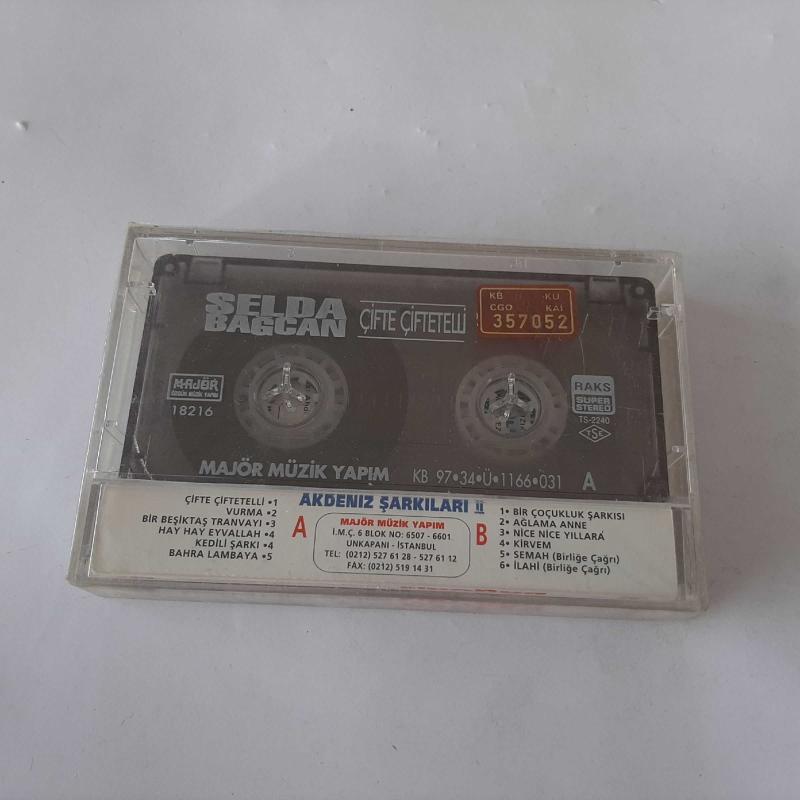 SELDA
BAĞCAN
ÇİFTE ÇİFTETELLİ
KB KU
CGO KAİ
357052
MAJÖR
ÖZGÜN MÜZİK YAPIM
18216
RAKS
SUPER
STEREO
TS-2240
TSE
MAJÖR MÜZİK YAPIM
KB 97•34•Ü•1166•031 A
AKDENİZ ŞARKILARI II
A
ÇİFTE ÇİFTETELLİ •1
VURMA •2
BİR BEŞİKTAŞ TRANVAYI •3
HAY HAY EYVALLAH •4
KEDİLİ ŞARKI •4
BAHRA LAMBAYA •5
MAJÖR MÜZİK YAPIM
İ.M.Ç. 6 BLOK NO: 6507 - 6601
UNKAPANI - İSTANBUL
TEL: (0212) 527 61 28 - 527 61 12
FAX: (0212) 519 14 31
B
1• BİR ÇOÇUKLUK ŞARKISI
2• AĞLAMA ANNE
3• NİCE NİCE YILLARA
4• KİRVEM
5• SEMAH (Birliğe Çağrı)
6• İLAHİ (Birliğe Çağrı)